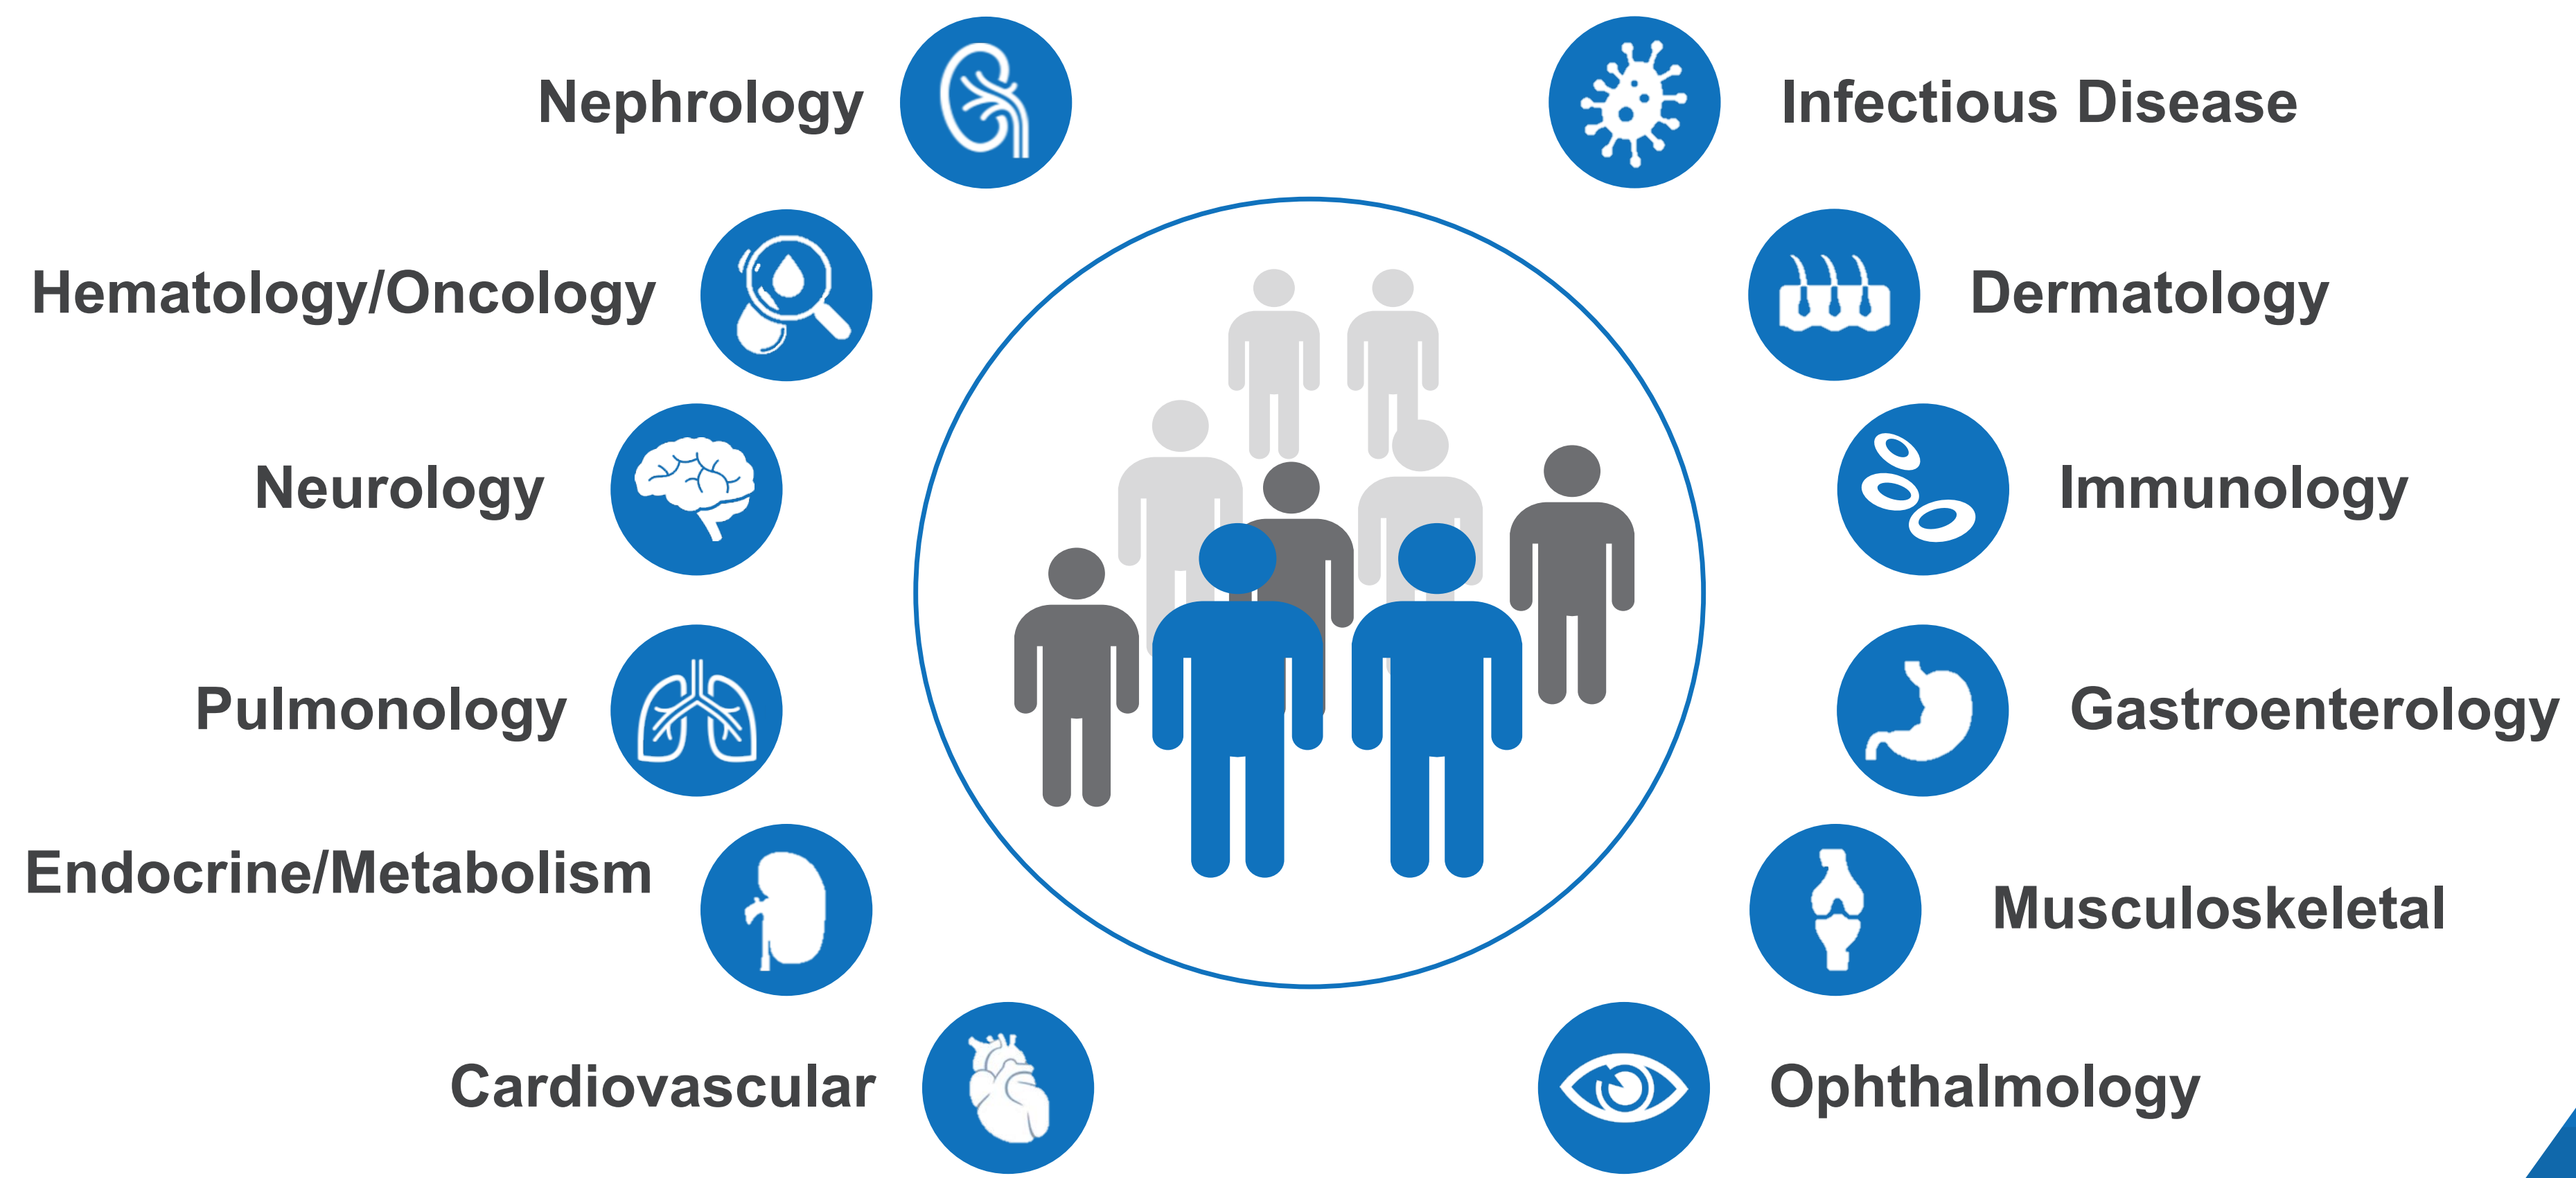 Nephrology
Infectious Disease
Hematology/Oncology
Dermatology
Neurology
Immunology
Pulmonology
Gastroenterology
Endocrine/Metabolism
Musculoskeletal
Cardiovascular
Ophthalmology